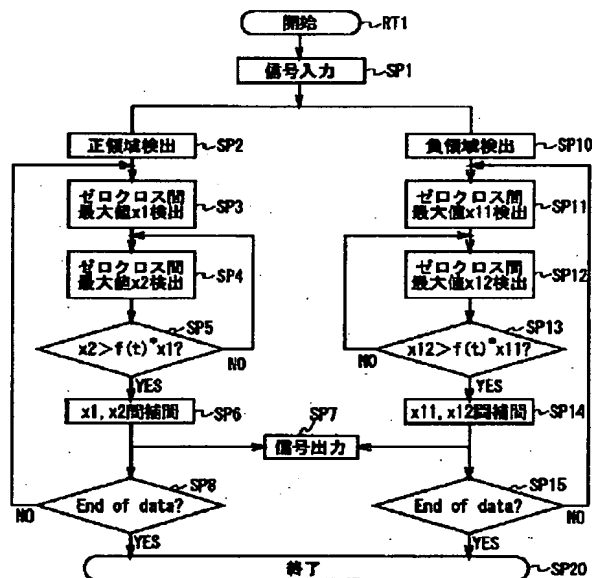 開始
RT1
信号入力
SP1
正領域検出
SP2
負領域検出
SP10
ゼロクロス間
最大値x1検出
SP3
ゼロクロス間
最大値x11検出
SP11
ゼロクロス間
最大値x2検出
SP4
ゼロクロス間
最大値x12検出
SP12
SP5
x2>f(t)*x1?
NO
YES
SP13
x12>f(t)*x11?
NO
YES
x1,x2間補間
SP6
SP7
信号出力
x11,x12間補間
SP14
SP8
End of data?
NO
YES
SP15
End of data?
NO
YES
終了
SP20